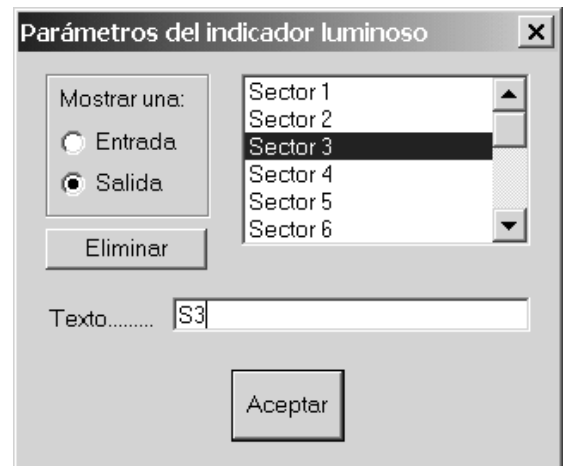 Parámetros del indicador luminoso
Mostrar una:
Entrada
Salida
Eliminar
Sector 1
Sector 2
Sector 3
Sector 4
Sector 5
Sector 6
Texto......... S3
Aceptar